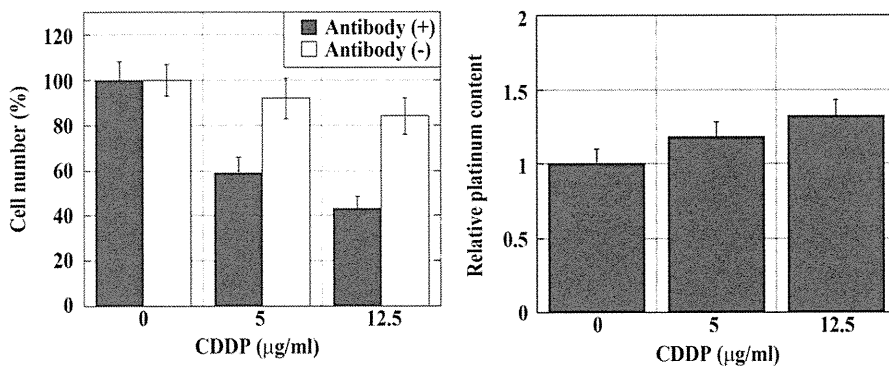 120
100
80
60
40
20
0
Cell number (%)
Antibody (+)
Antibody (-)
0 5 12.5
CDDP (μg/ml)
2
1.5
1
0.5
0
Relative platinum content
0 5 12.5
CDDP (μg/ml)